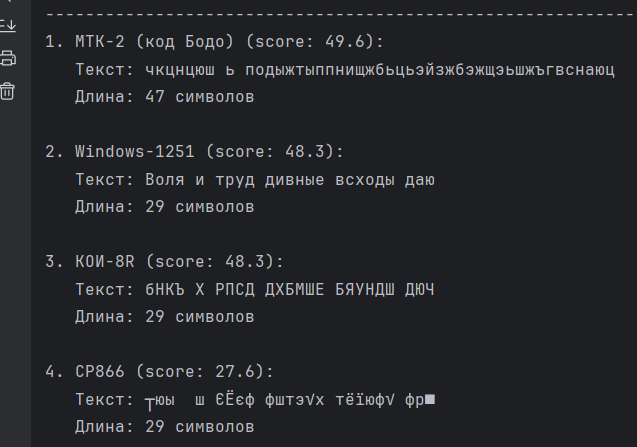 ------------------------------------------------------------
1. МТК-2 (код Бодо) (score: 49.6):
Текст: чкцнцюш ь подыжтыппнищжбьцьэйзжбэжщэьшжъгвснаюц
Длина: 47 символов
2. Windows-1251 (score: 48.3):
Текст: Воля и труд дивные всходы даю
Длина: 29 символов
3. КОИ-8R (score: 48.3):
Текст: бНКЪ Х РПСД ДХБМШЕ БЯУНДШ ДЮЧ
Длина: 29 символов
4. CP866 (score: 27.6):
Текст: ┬юы  ш ЄЁєф фштэ√х тёїюф√ фр■
Длина: 29 символов